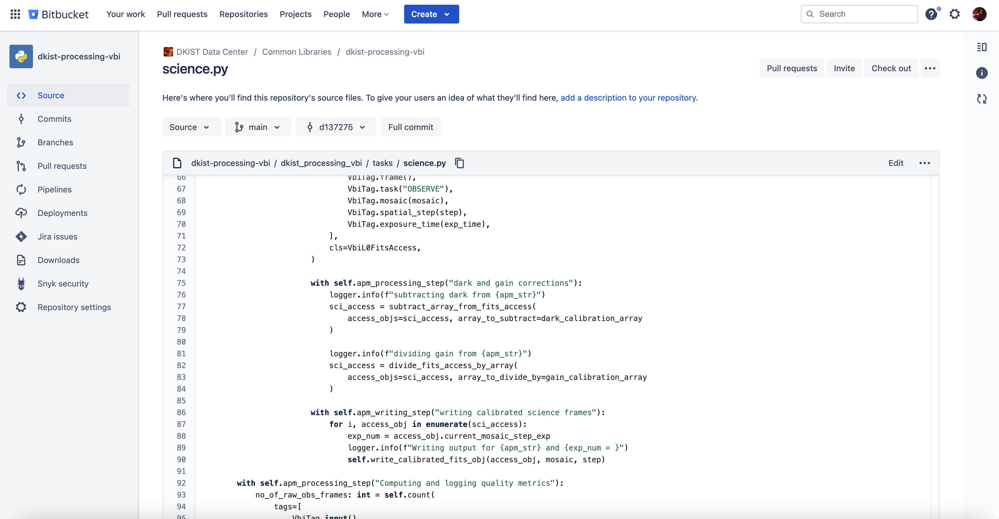 Bitbucket Your work Pull requests Repositories Projects People More Create Search
dkist-processing-vbi
Source
Commits
Branches
Pull requests
Pipelines
Deployments
Jira issues
Downloads
Snyk security
Repository settings
DKIST Data Center / Common Libraries / dkist-processing-vbi
science.py
Pull requests Invite Check out
Here's where you'll find this repository's source files. To give your users an idea of what they'll find here, add a description to your repository.
Source main d137275 Full commit
dkist-processing-vbi / dkist_processing_vbi / tasks / science.py Edit
66 VbiTag.frame(),
67 VbiTag.task("OBSERVE"),
68 VbiTag.mosaic(mosaic),
69 VbiTag.spatial_step(step),
70 VbiTag.exposure_time(exp_time),
71 ],
72 cls=VbiL0FitsAccess,
73 )
74
75 with self.apm_processing_step("dark and gain corrections"):
76 logger.info(f"subtracting dark from {apm_str}")
77 sci_access = subtract_array_from_fits_access(
78 access_objs=sci_access, array_to_subtract=dark_calibration_array
79 )
80
81 logger.info(f"dividing gain from {apm_str}")
82 sci_access = divide_fits_access_by_array(
83 access_objs=sci_access, array_to_divide_by=gain_calibration_array
84 )
85
86 with self.apm_writing_step("writing calibrated science frames"):
87 for i, access_obj in enumerate(sci_access):
88 exp_num = access_obj.current_mosaic_step_exp
89 logger.info(f"Writing output for {apm_str} and {exp_num = }")
90 self.write_calibrated_fits_obj(access_obj, mosaic, step)
91
92 with self.apm_processing_step("Computing and logging quality metrics"):
93 no_of_raw_obs_frames: int = self.count(
94 tags=[
95 VbiTag.input()